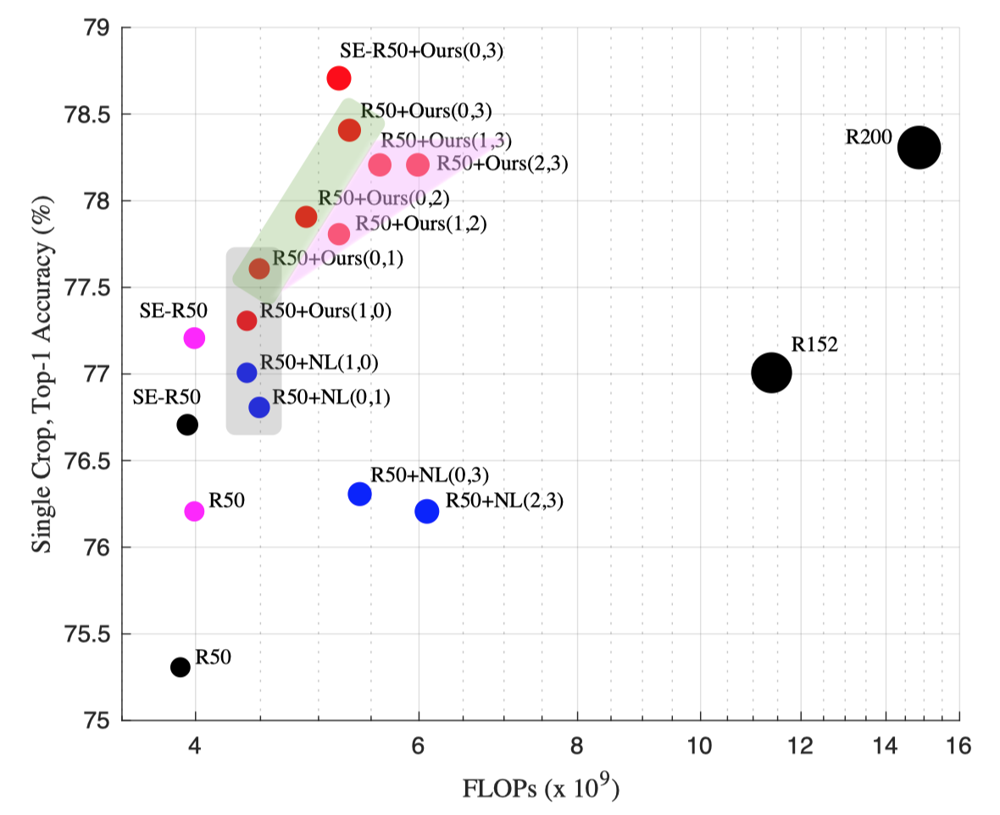 79
SE-R50+Ours(0,3)
78.5
R50+Ours(0,3)
R50+Ours(1,3)
R200
R50+Ours(2,3)
78
R50+Ours(0,2)
R50+Ours(1,2)
R50+Ours(0,1)
77.5
SE-R50
R50+Ours(1,0)
R152
77
R50+NL(1,0)
SE-R50
R50+NL(0,1)
76.5
R50+NL(0,3)
R50
R50+NL(2,3)
76
75.5
R50
75
Single Crop, Top-1 Accuracy (%)
4 6 8 10 12 14 16
FLOPs (x 10⁹)